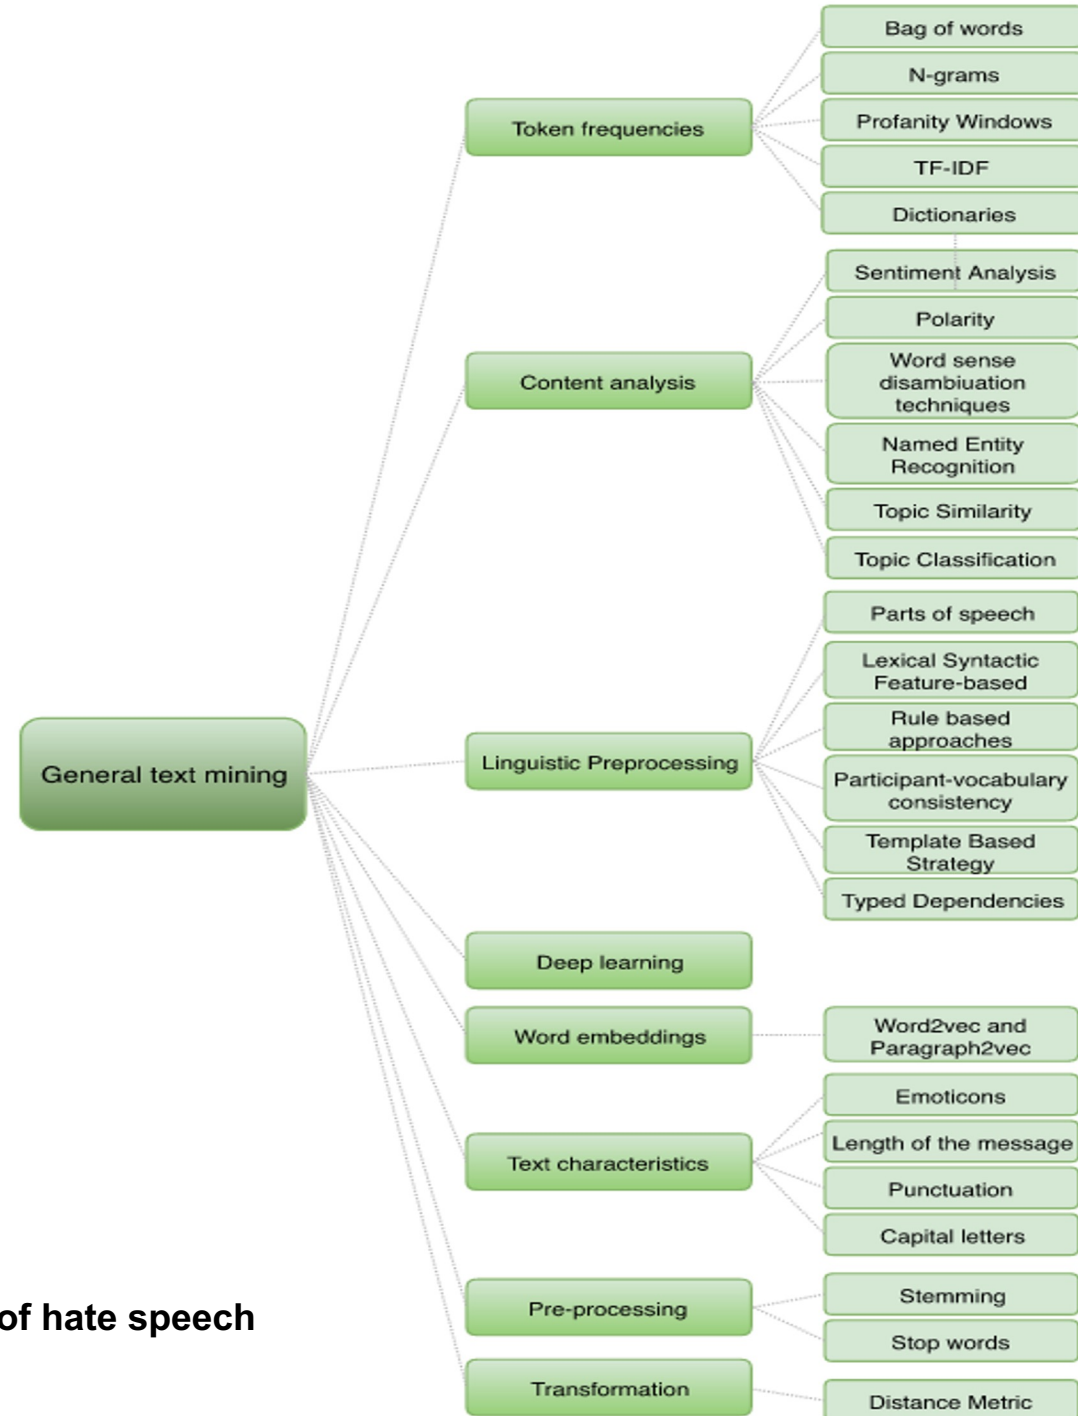 Bag of words
N-grams
Token frequencies
Profanity Windows
TF-IDF
Dictionaries
Sentiment Analysis
Polarity
Content analysis
Word sense
disambiuation
techniques
Named Entity
Recognition
Topic Similarity
Topic Classification
Parts of speech
Lexical Syntactic
Feature-based
Rule based
approaches
General text mining
Linguistic Preprocessing
Participant-vocabulary
consistency
Template Based
Strategy
Typed Dependencies
Deep learning
Word embeddings
Word2vec and
Paragraph2vec
Emoticons
Length of the message
Text characteristics
Punctuation
Capital letters
Stemming
Pre-processing
Stop words
of hate speech
Transformation
Distance Metric